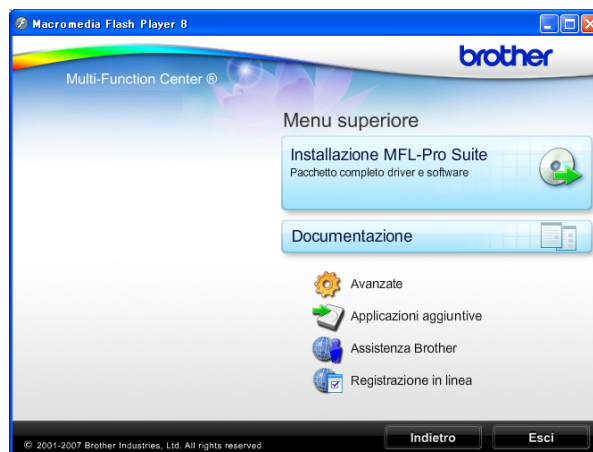 Macromedia Flash Player 8
brother
Multi-Function Center ®
Menu superiore
Installazione MFL-Pro Suite
Pacchetto completo driver e software
Documentazione
Avanzate
Applicazioni aggiuntive
Assistenza Brother
Registrazione in linea
© 2001-2007 Brother Industries, Ltd. All rights reserved.
Indietro
Esci